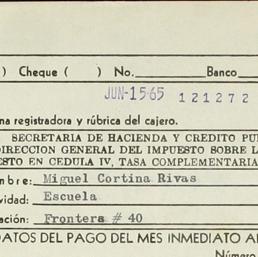 ) Cheque ( ) No. Banco
JUN-15 65 121272
na registradora y rúbrica del cajero.
SECRETARIA DE HACIENDA Y CREDITO PU
DIRECCION GENERAL DEL IMPUESTO SOBRE L
ESTO EN CEDULA IV, TASA COMPLEMENTARIA
mbre: Miguel Cortina Rivas
vidad: Escuela
ación: Frontera # 40
DATOS DEL PAGO DEL MES INMEDIATO A
Número